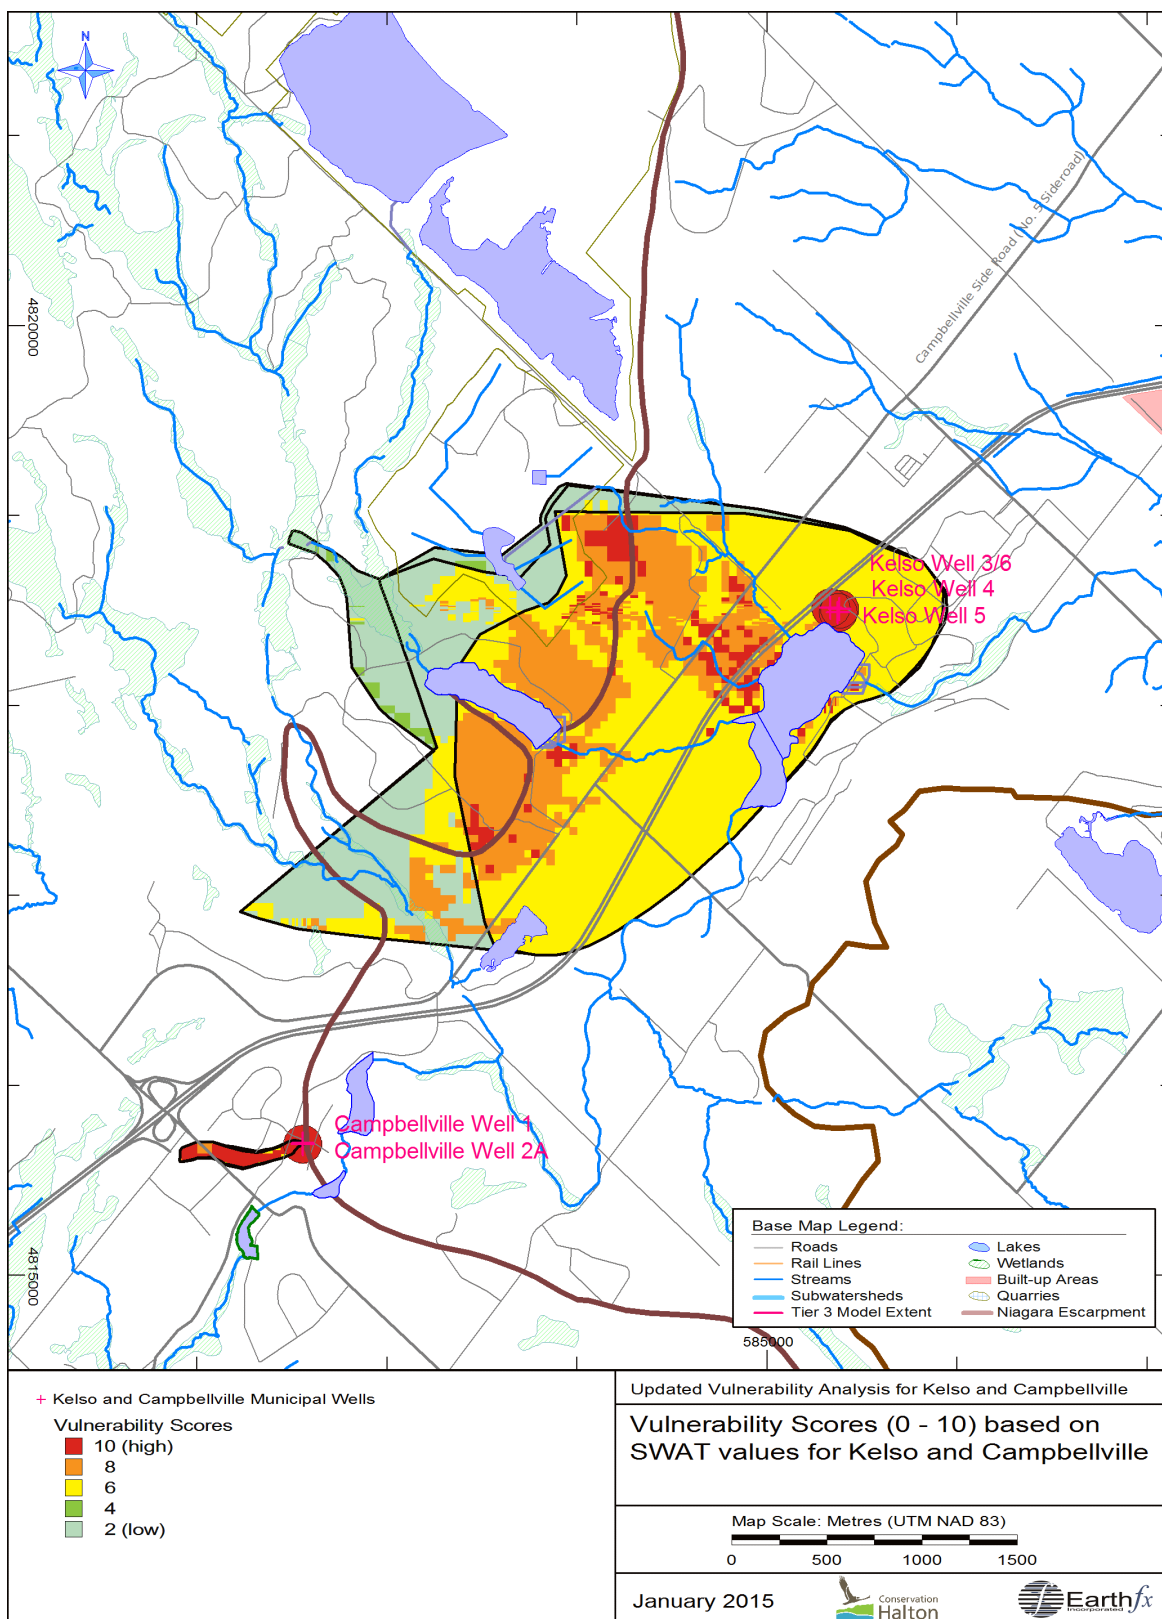 N
Campbellville Side Road (No. 5 Sideroad)
4820000
Kelso Well 3/6
Kelso Well 4
Kelso Well 5
Campbellville Well 1
Campbellville Well 2A
4815000
585000
Base Map Legend:
Roads
Rail Lines
Streams
Subwatersheds
Tier 3 Model Extent
Lakes
Wetlands
Built-up Areas
Quarries
Niagara Escarpment
+ Kelso and Campbellville Municipal Wells
Vulnerability Scores
10 (high)
8
6
4
2 (low)
Updated Vulnerability Analysis for Kelso and Campbellville
Vulnerability Scores (0 - 10) based on
SWAT values for Kelso and Campbellville
Map Scale: Metres (UTM NAD 83)
0 500 1000 1500
January 2015
Conservation
Halton
Earthfx
Incorporated